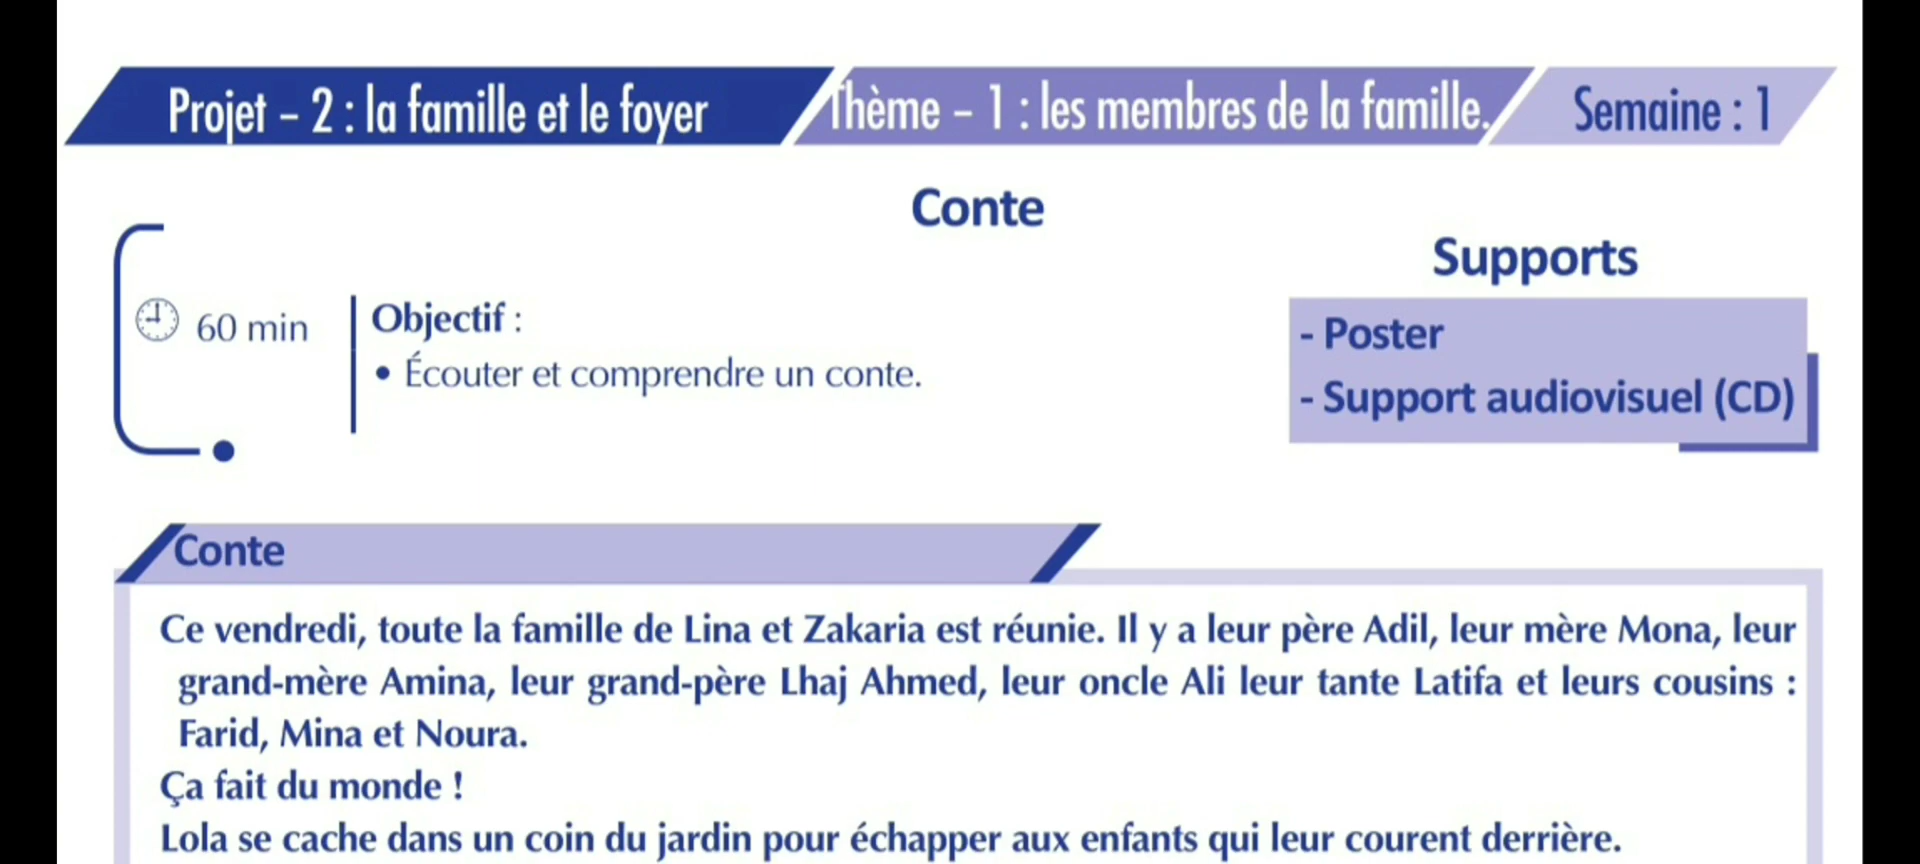 Projet – 2 : la famille et le foyer
Thème – 1 : les membres de la famille.
Semaine : 1
Conte
Supports
60 min
Objectif :
• Écouter et comprendre un conte.
- Poster
- Support audiovisuel (CD)
Conte
Ce vendredi, toute la famille de Lina et Zakaria est réunie. Il y a leur père Adil, leur mère Mona, leur
grand-mère Amina, leur grand-père Lhaj Ahmed, leur oncle Ali leur tante Latifa et leurs cousins :
Farid, Mina et Noura.
Ça fait du monde !
Lola se cache dans un coin du jardin pour échapper aux enfants qui leur courent derrière.